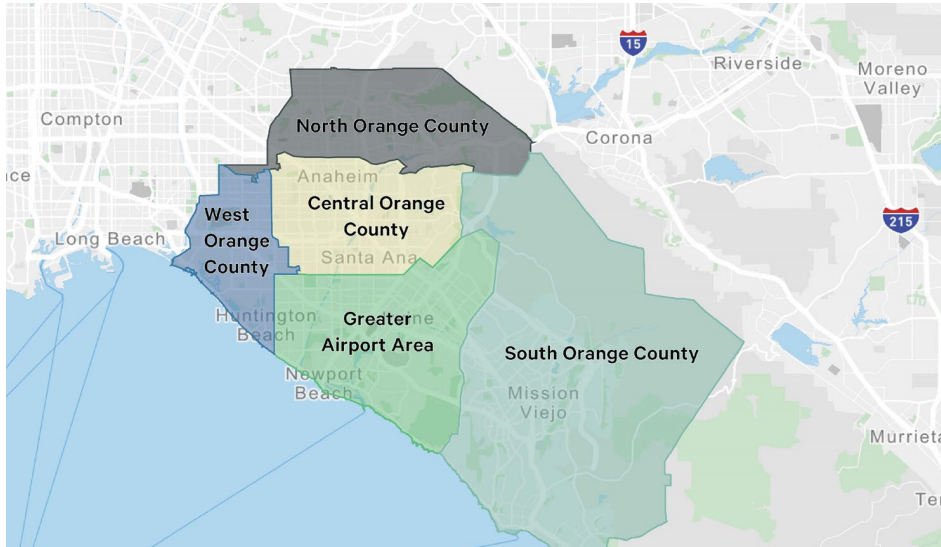 15
Riverside
Moreno
Valley
Compton
North Orange County
Corona
Anaheim
Central Orange
County
West
Orange
County
215
Long Beach
Santa Ana
Huntington
Beach
Greater
Airport Area
South Orange County
Newport
Beach
Mission
Viejo
Murrieta